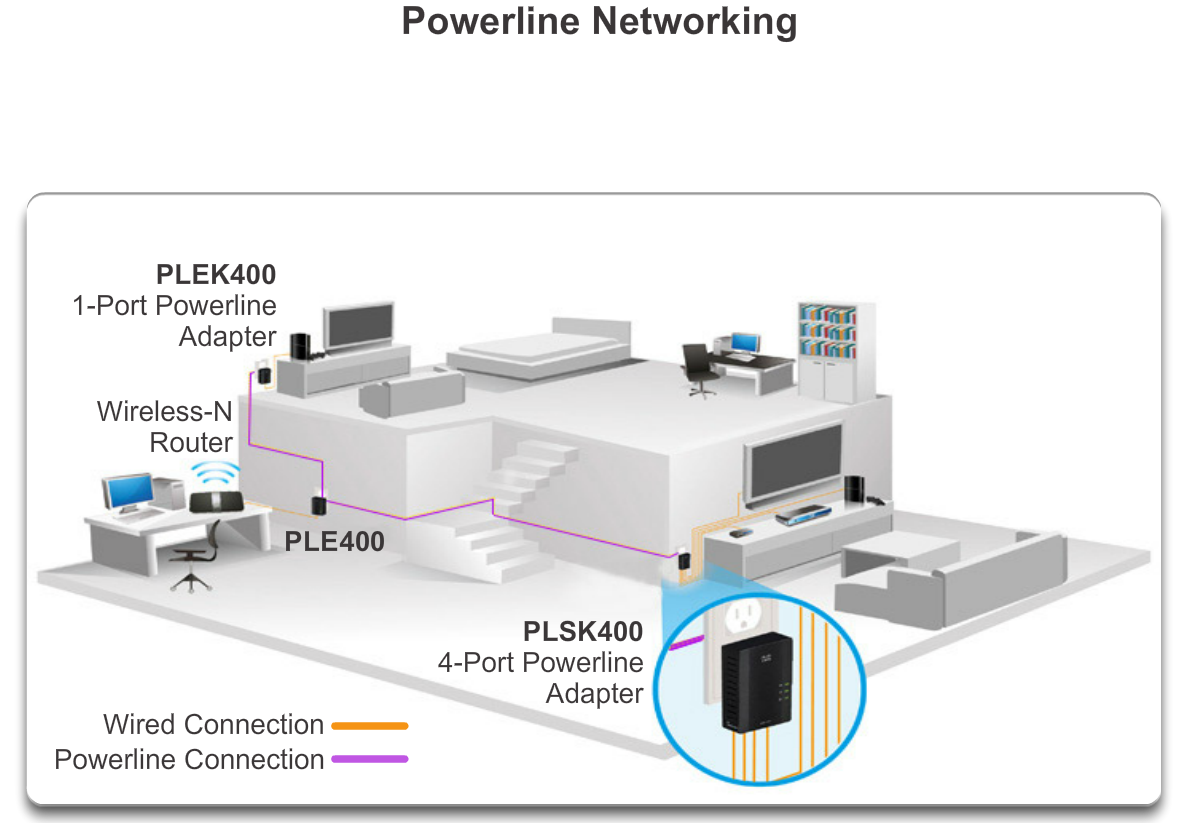 Powerline Networking
PLEK400
1-Port Powerline
Adapter
Wireless-N
Router
PLE400
PLSK400
4-Port Powerline
Adapter
Wired Connection
Powerline Connection